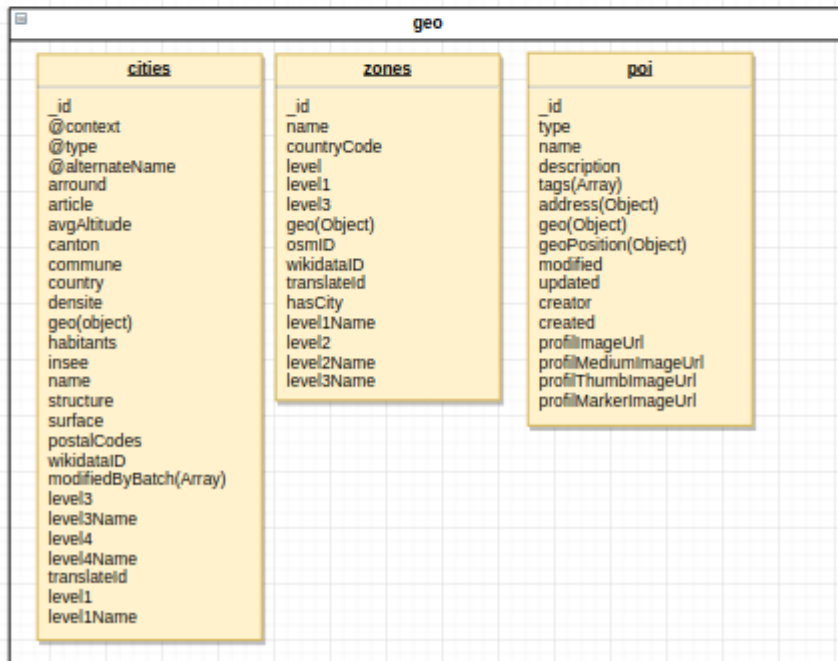 geo
cities
_id
@context
@type
@alternateName
arround
article
avgAltitude
canton
commune
country
densite
geo(object)
habitants
insee
name
structure
surface
postalCodes
wikidataID
modifiedByBatch(Array)
level3
level3Name
level4
level4Name
translateId
level1
level1Name
zones
_id
name
countryCode
level
level1
level3
geo(Object)
osmID
wikidataID
translateId
hasCity
level1Name
level2
level2Name
level3Name
poi
_id
type
name
description
tags(Array)
address(Object)
geo(Object)
geoPosition(Object)
modified
updated
creator
created
profilImageUrl
profilMediumImageUrl
profilThumbImageUrl
profilMarkerImageUrl